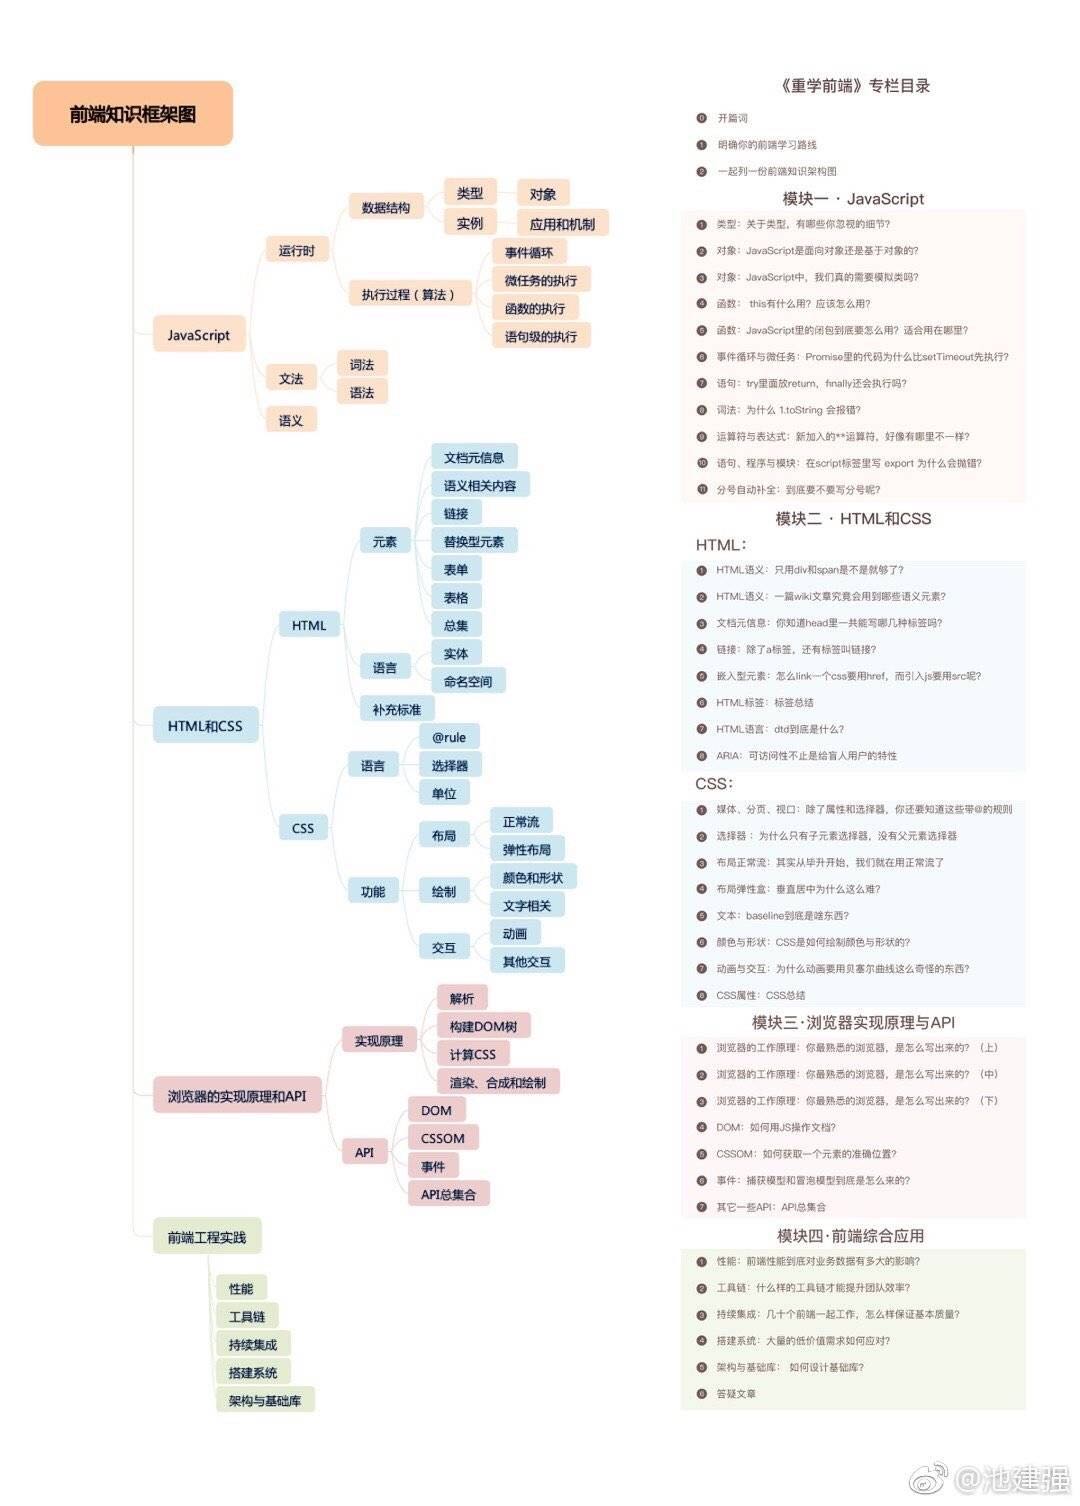 前端知识框架图
JavaScript
运行时
数据结构
类型
对象
实例
应用和机制
执行过程（算法）
事件循环
微任务的执行
函数的执行
语句级的执行
文法
词法
语法
语义
HTML和CSS
HTML
元素
文档元信息
语义相关内容
链接
替换型元素
表单
表格
总集
语言
实体
命名空间
补充标准
CSS
语言
@rule
选择器
单位
功能
布局
正常流
弹性布局
绘制
颜色和形状
文字相关
交互
动画
其他交互
浏览器的实现原理和API
实现原理
解析
构建DOM树
计算CSS
渲染、合成和绘制
API
DOM
CSSOM
事件
API总集合
前端工程实践
性能
工具链
持续集成
搭建系统
架构与基础库
《重学前端》专栏目录
0 开篇词
1 明确你的前端学习路线
2 一起列一份前端知识架构图
模块一 · JavaScript
1 类型：关于类型，有哪些你忽视的细节？
2 对象：JavaScript是面向对象还是基于对象的？
3 对象：JavaScript中，我们真的需要模拟类吗？
4 函数： this有什么用？应该怎么用？
5 函数：JavaScript里的闭包到底要怎么用？适合用在哪里？
6 事件循环与微任务：Promise里的代码为什么比setTimeout先执行？
7 语句：try里面放return，finally还会执行吗？
8 词法：为什么 1.toString 会报错？
9 运算符与表达式：新加入的**运算符，好像有哪里不一样？
10 语句、程序与模块：在script标签里写 export 为什么会抛错？
11 分号自动补全：到底要不要写分号呢？
模块二 · HTML和CSS
HTML：
1 HTML语义：只用div和span是不是就够了？
2 HTML语义：一篇wiki文章究竟会用到哪些语义元素？
3 文档元信息：你知道head里一共能写哪几种标签吗？
4 链接：除了a标签，还有标签叫链接？
5 嵌入型元素：怎么link一个css要用href，而引入js要用src呢？
6 HTML标签：标签总结
7 HTML语言：dtd到底是什么？
8 ARIA：可访问性不止是给盲人用户的特性
CSS：
1 媒体、分页、视口：除了属性和选择器，你还要知道这些带@的规则
2 选择器 ：为什么只有子元素选择器，没有父元素选择器
3 布局正常流：其实从毕升开始，我们就在用正常流了
4 布局弹性盒：垂直居中为什么这么难？
5 文本：baseline到底是啥东西？
6 颜色与形状：CSS是如何绘制颜色与形状的？
7 动画与交互：为什么动画要用贝塞尔曲线这么奇怪的东西？
8 CSS属性：CSS总结
模块三·浏览器实现原理与API
1 浏览器的工作原理：你最熟悉的浏览器，是怎么写出来的？（上）
2 浏览器的工作原理：你最熟悉的浏览器，是怎么写出来的？（中）
3 浏览器的工作原理：你最熟悉的浏览器，是怎么写出来的？（下）
4 DOM：如何用JS操作文档？
5 CSSOM：如何获取一个元素的准确位置？
6 事件：捕获模型和冒泡模型到底是怎么来的？
7 其它一些API：API总集合
模块四·前端综合应用
1 性能：前端性能到底对业务数据有多大的影响？
2 工具链：什么样的工具链才能提升团队效率？
3 持续集成：几十个前端一起工作，怎么样保证基本质量？
4 搭建系统：大量的低价值需求如何应对？
5 架构与基础库： 如何设计基础库？
6 答疑文章
@池建强